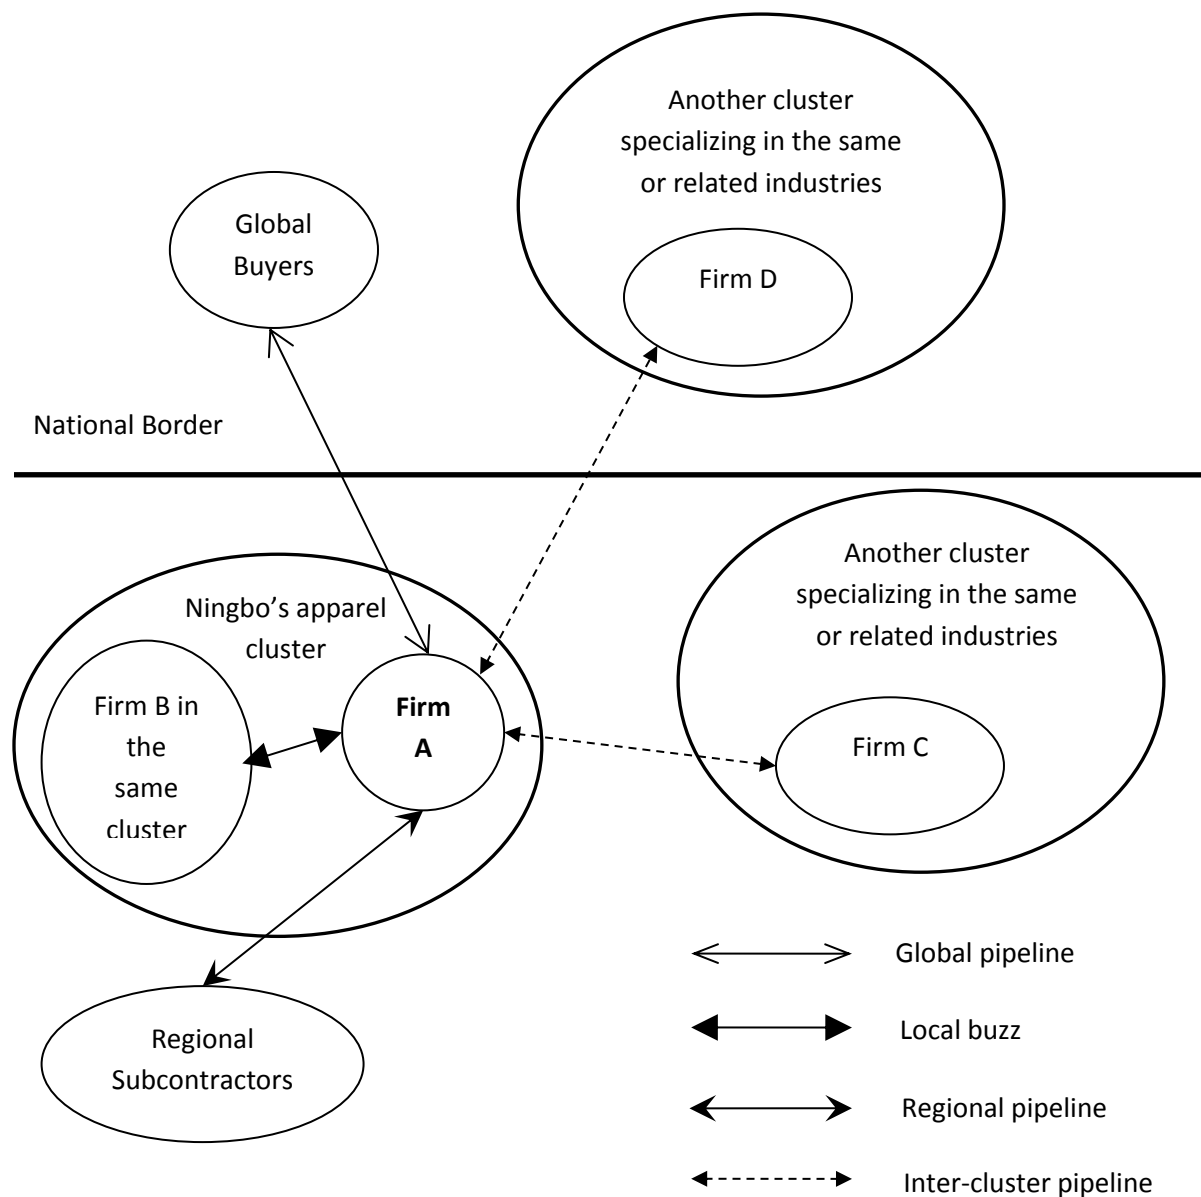 Another cluster
specializing in the same
or related industries
Global
Buyers
Firm D
National Border
Another cluster
specializing in the same
or related industries
Ningbo’s apparel
cluster
Firm B in
the
same
cluster
Firm
A
Firm C
Regional
Subcontractors
Global pipeline
Local buzz
Regional pipeline
Inter-cluster pipeline